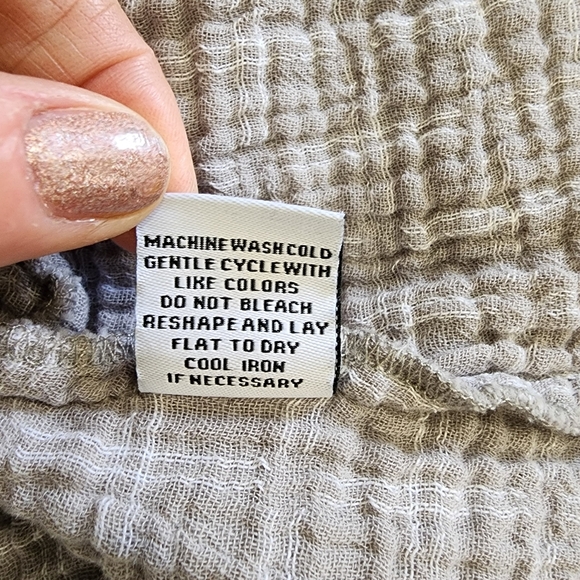 MACHINE WASH COLD
GENTLE CYCLE WITH
LIKE COLORS
DO NOT BLEACH
RESHAPE AND LAY
FLAT TO DRY
COOL IRON
IF NECESSARY